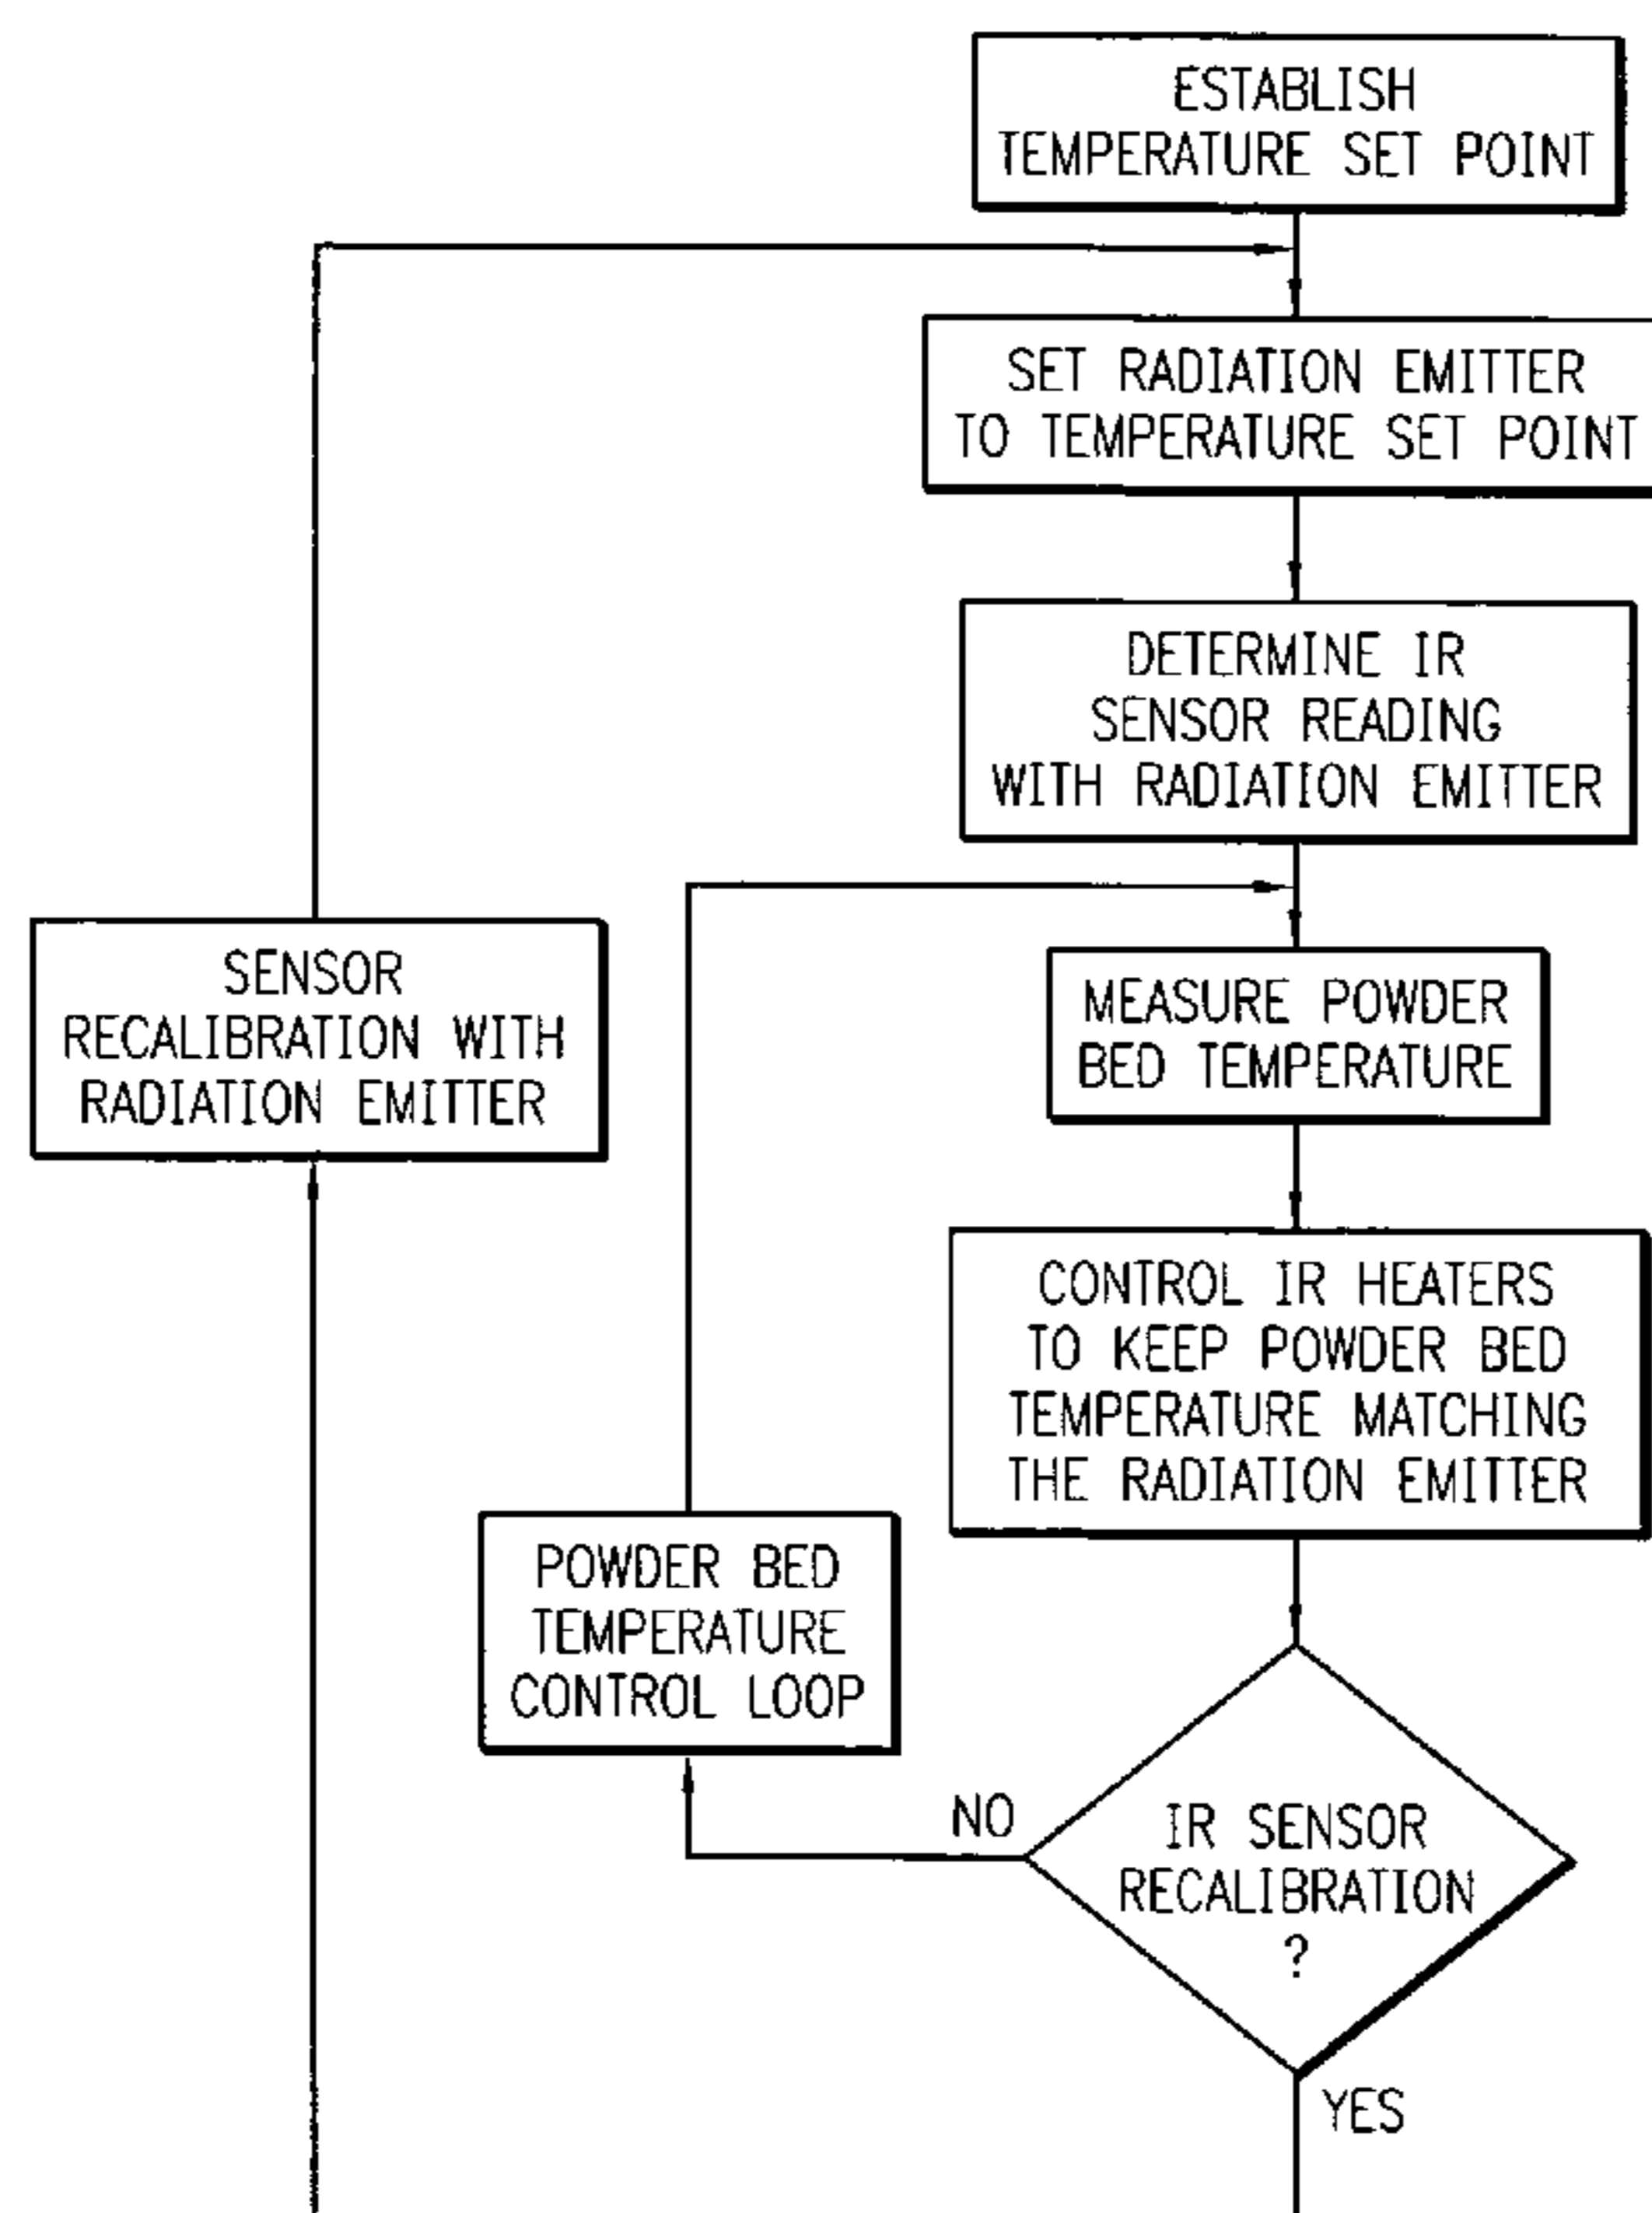 ESTABLISH
TEMPERATURE SET POINT
SET RADIATION EMITTER
TO TEMPERATURE SET POINT
DETERMINE IR
SENSOR READING
WITH RADIATION EMITTER
SENSOR
RECALIBRATION WITH
RADIATION EMITTER
MEASURE POWDER
BED TEMPERATURE
CONTROL IR HEATERS
TO KEEP POWDER BED
TEMPERATURE MATCHING
THE RADIATION EMITTER
POWDER BED
TEMPERATURE
CONTROL LOOP
NO
IR SENSOR
RECALIBRATION
?
YES